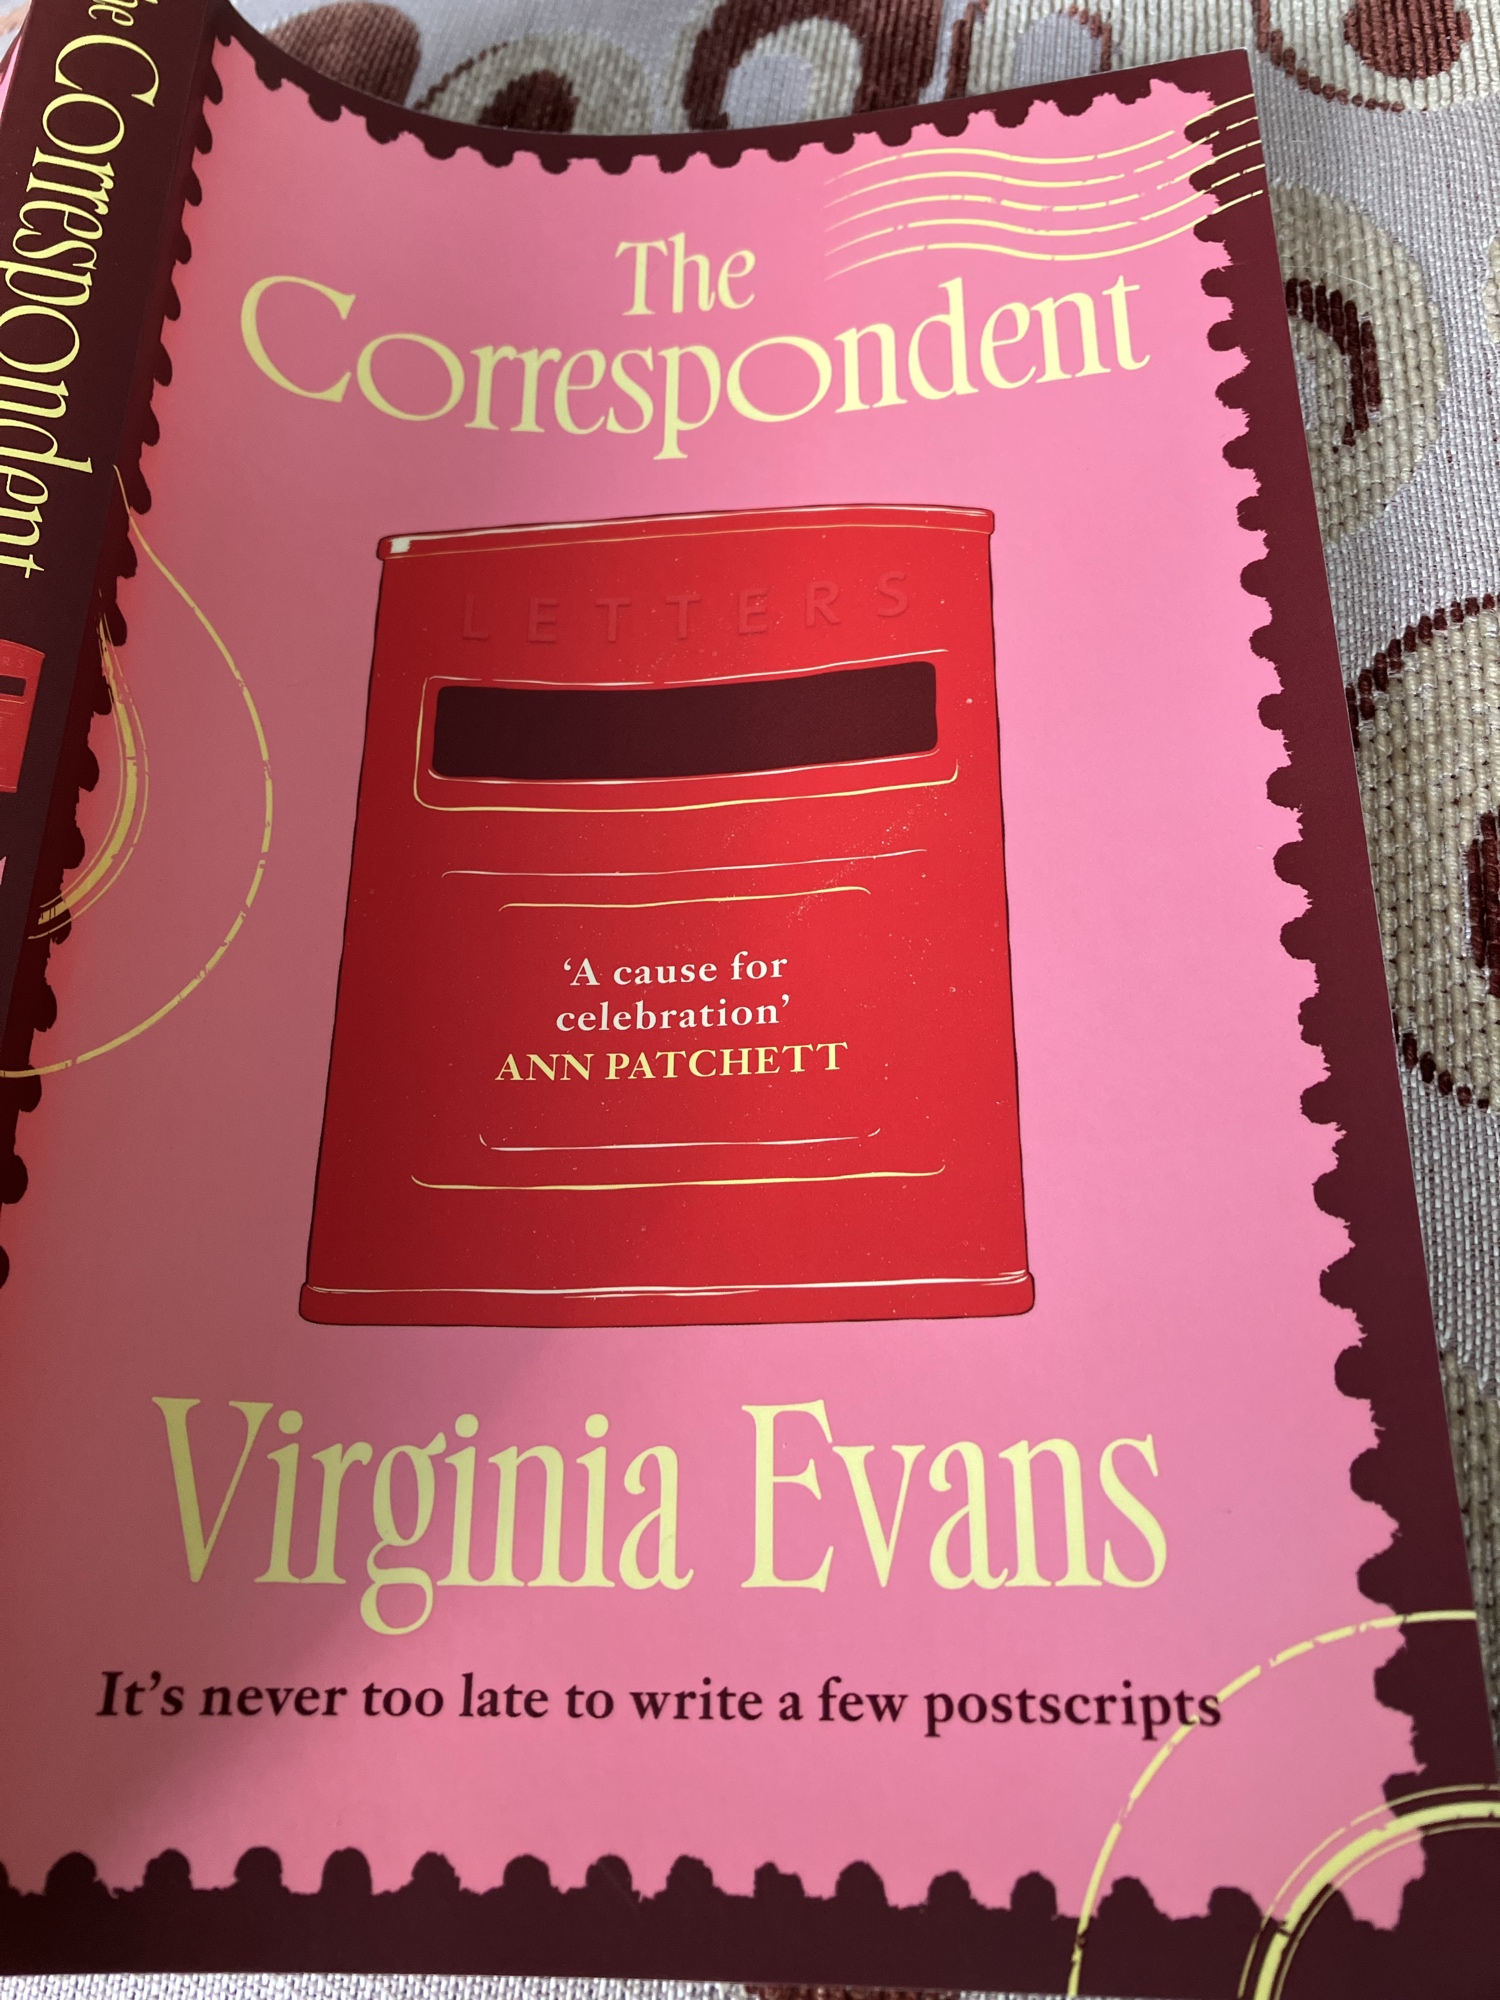 The
Correspondent
LETTERS
‘A cause for
celebration’
ANN PATCHETT
Virginia Evans
It’s never too late to write a few postscripts
Correspondent